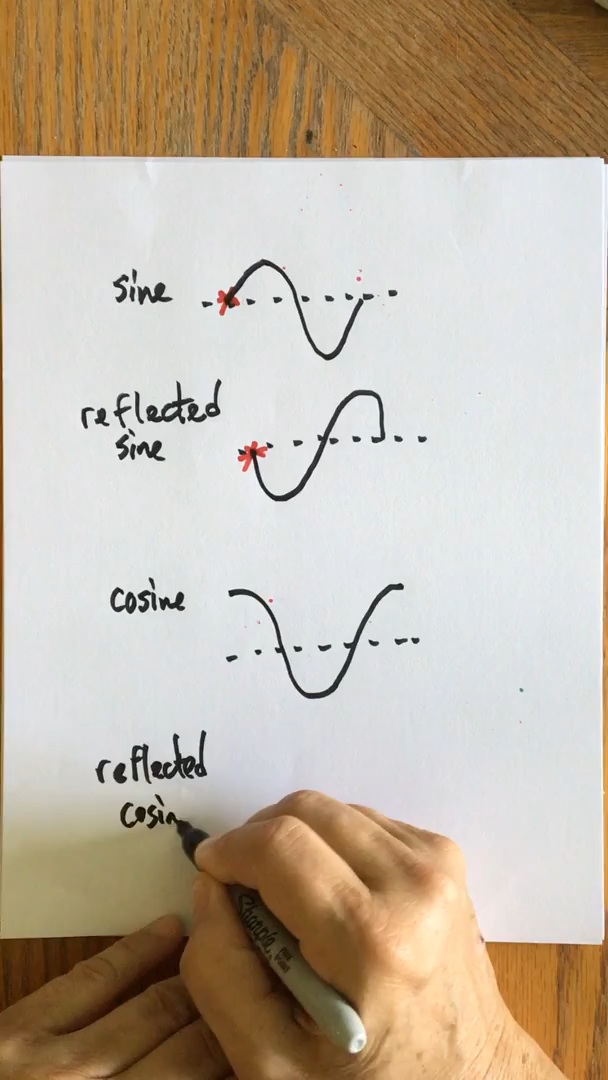 sine
reflected
sine
cosine
reflected
cosin
Sharpie